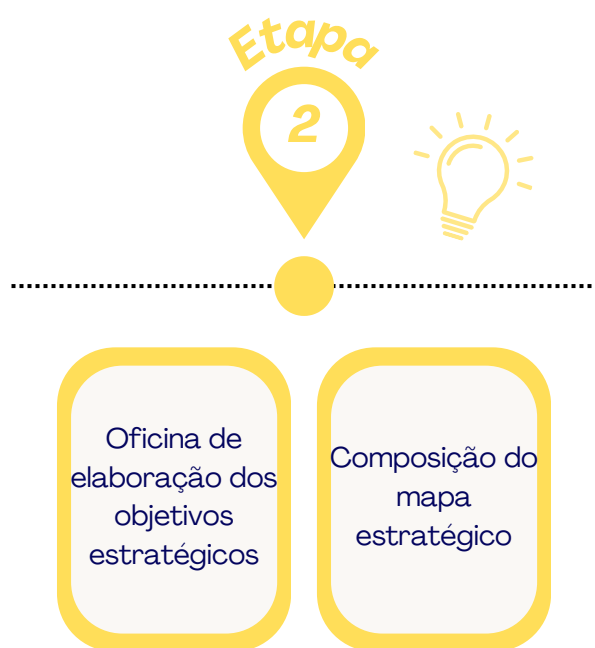 Etapa
2
Oficina de
elaboração dos
objetivos
estratégicos
Composição do
mapa
estratégico